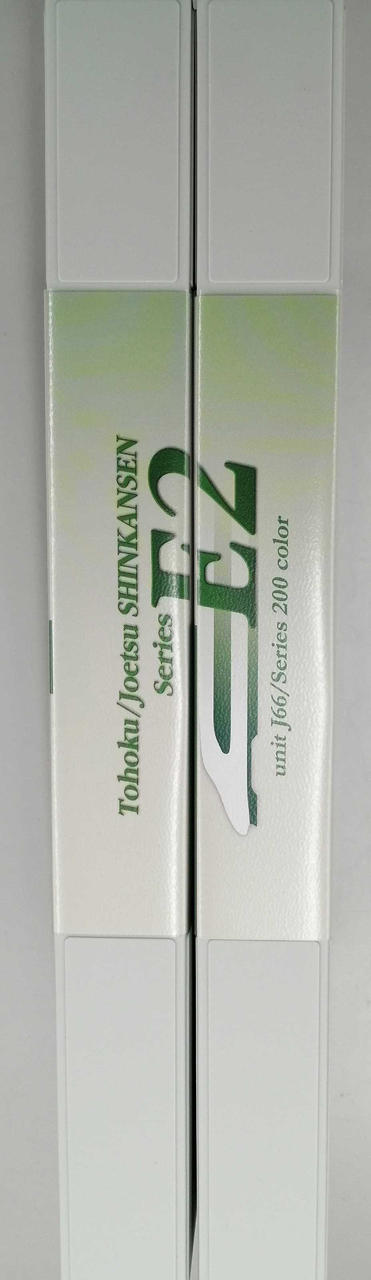 Tohoku/Joetsu SHINKANSEN
Series E2
unit J66/Series 200 color